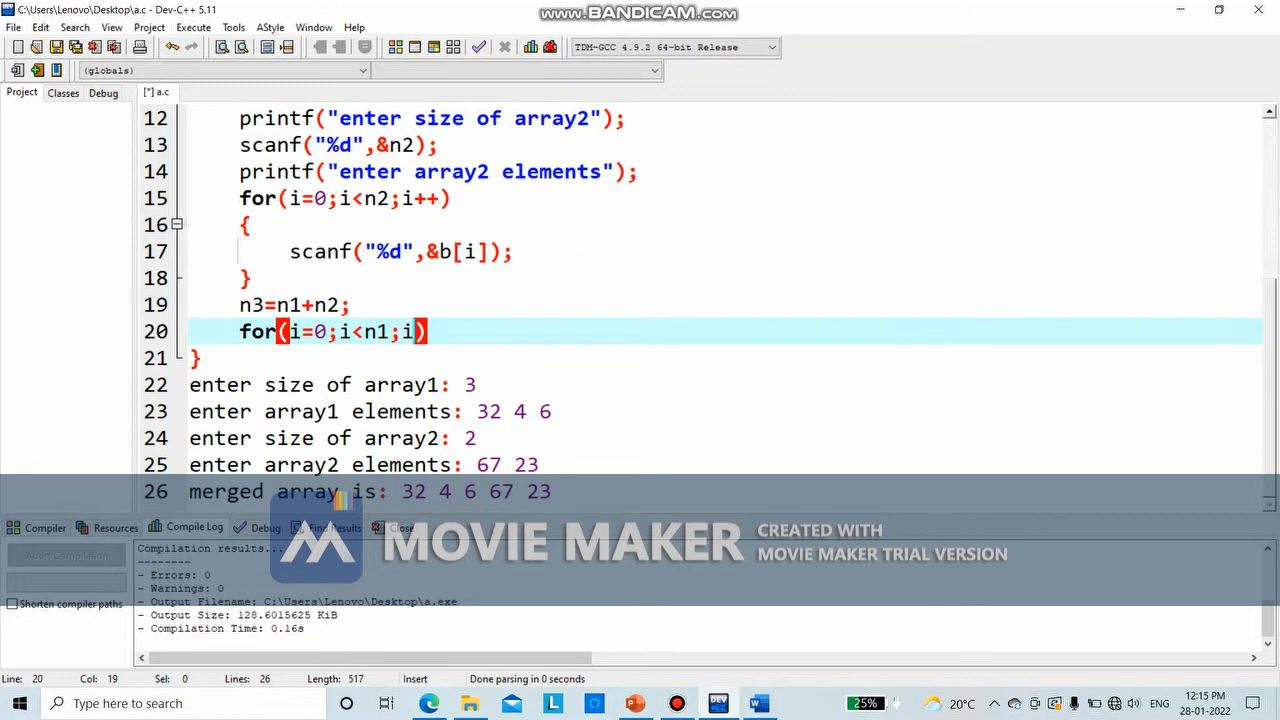 C:\Users\Lenovo\Desktop\a.c - Dev-C++ 5.11
www.BANDICAM.com
File Edit Search View Project Execute Tools AStyle Window Help
TDM-GCC 4.9.2 64-bit Release
(globals)
Project Classes Debug
[*] a.c
12 printf("enter size of array2");
13 scanf("%d",&n2);
14 printf("enter array2 elements");
15 for(i=0;i<n2;i++)
16 {
17 scanf("%d",&b[i]);
18 }
19 n3=n1+n2;
20 for(i=0;i<n1;i)
21 }
22 enter size of array1: 3
23 enter array1 elements: 32 4 6
24 enter size of array2: 2
25 enter array2 elements: 67 23
26 merged array is: 32 4 6 67 23
Compiler Resources Compile Log Debug Find Results Close
MOVIE MAKER
CREATED WITH
MOVIE MAKER TRIAL VERSION
Abort Compilation
Shorten compiler paths
Compilation results...
--------
- Errors: 0
- Warnings: 0
- Output Filename: C:\Users\Lenovo\Desktop\a.exe
- Output Size: 128.6015625 KiB
- Compilation Time: 0.16s
Line: 20 Col: 19 Sel: 0 Lines: 26 Length: 517 Insert Done parsing in 0 seconds
Type here to search
L
25%
20°C
ENG
12:15 PM
28-01-2022